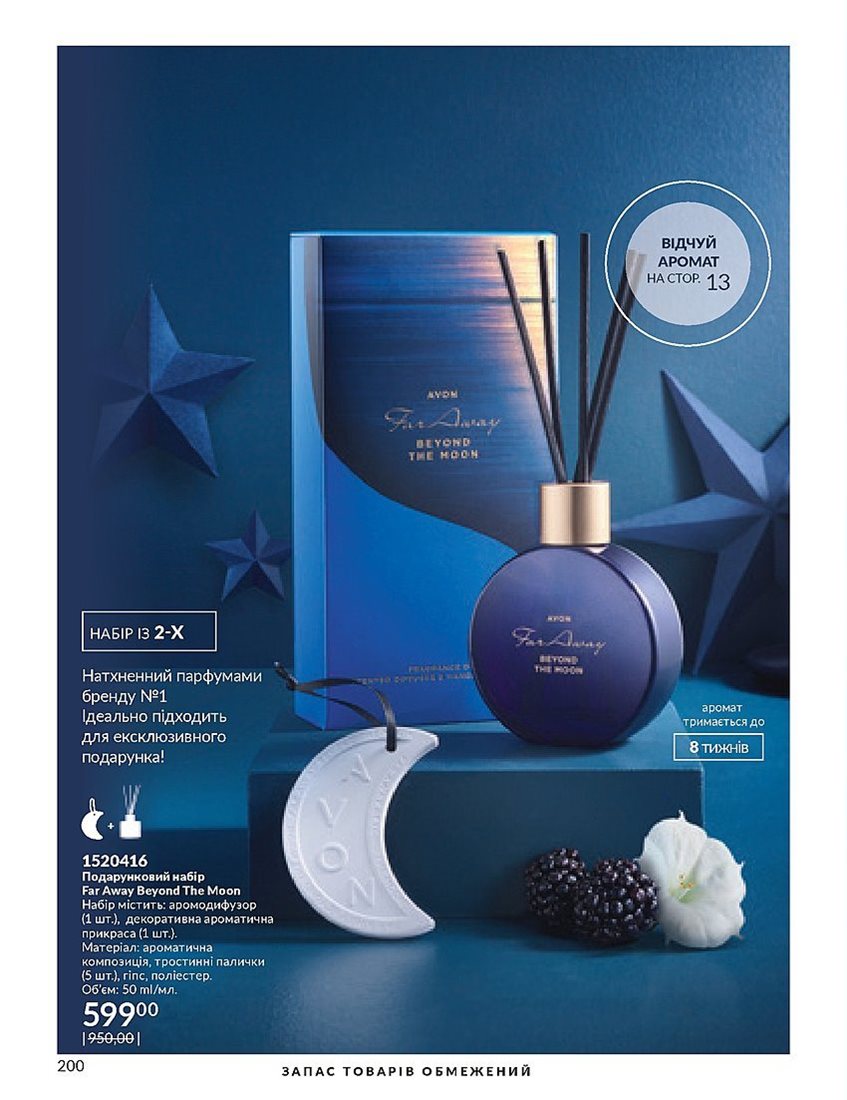 ВІДЧУЙ
АРОМАТ
НА СТОР. 13
AVON
Far Away
BEYOND
THE MOON
AVON
Far Away
BEYOND
THE MOON
FRAGRANCE
НАБІР ІЗ 2-Х
Натхненний парфумами
бренду №1
Ідеально підходить
для ексклюзивного
подарунка!
аромат
тримається до
8 тижнів
AVON
+
1520416
Подарунковий набір
Far Away Beyond The Moon
Набір містить: аромодифузор
(1 шт.), декоративна ароматична
прикраса (1 шт.).
Матеріал: ароматична
композиція, тростинні палички
(5 шт.), гіпс, поліестер.
Об'єм: 50 ml/мл.
59900
|950,00|
200
ЗАПАС ТОВАРІВ ОБМЕЖЕНИЙ